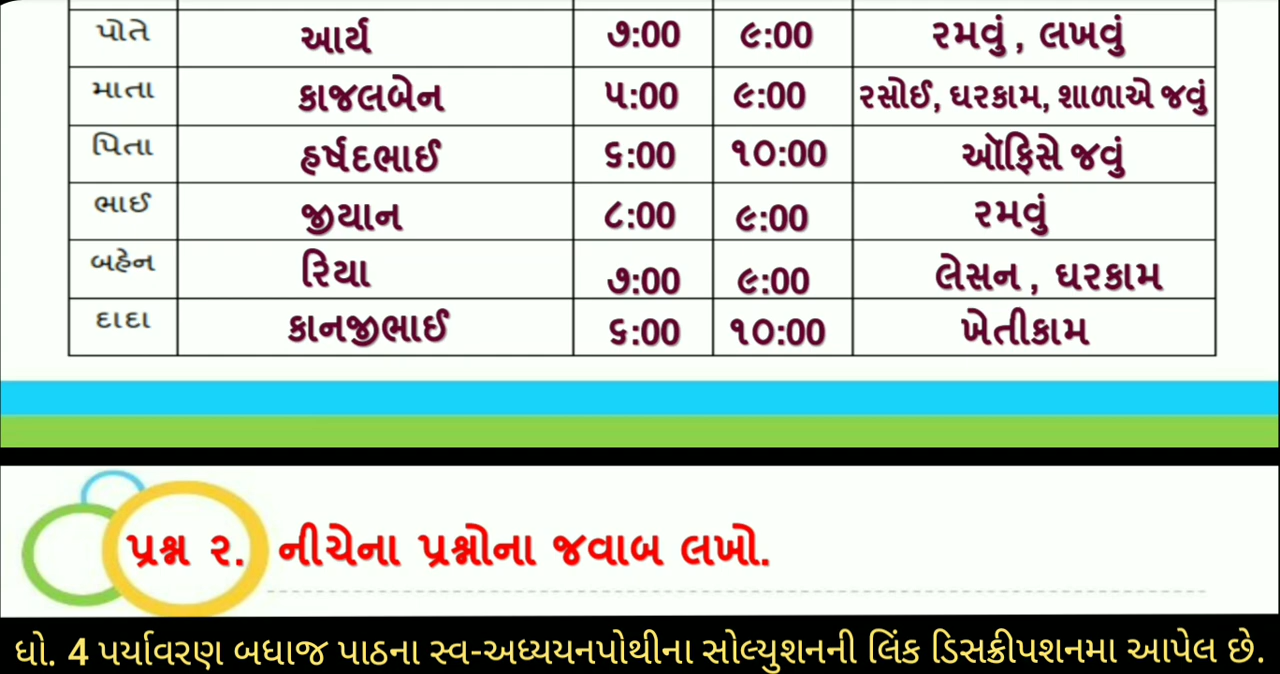 પોતે આર્ય ૭:00 ૯:00 રમવું , લખવું
માતા કાજલબેન ૫:00 ૯:00 રસોઈ, ઘરકામ, શાળાએ જવું
પિતા હર્ષદભાઈ ૬:00 ૧૦:00 ઑફિસે જવું
ભાઈ જીયાન ૮:00 ૯:00 રમવું
બહેન રિયા ૭:00 ૯:00 લેસન , ઘરકામ
દાદા કાનજીભાઈ ૬:00 ૧૦:00 ખેતીકામ
પ્રશ્ન ૨. નીચેના પ્રશ્નોના જવાબ લખો.
ધો. 4 પર્યાવરણ બધાજ પાઠના સ્વ-અધ્યયનપોથીના સોલ્યુશનની લિંક ડિસક્રીપશનમા આપેલ છે.